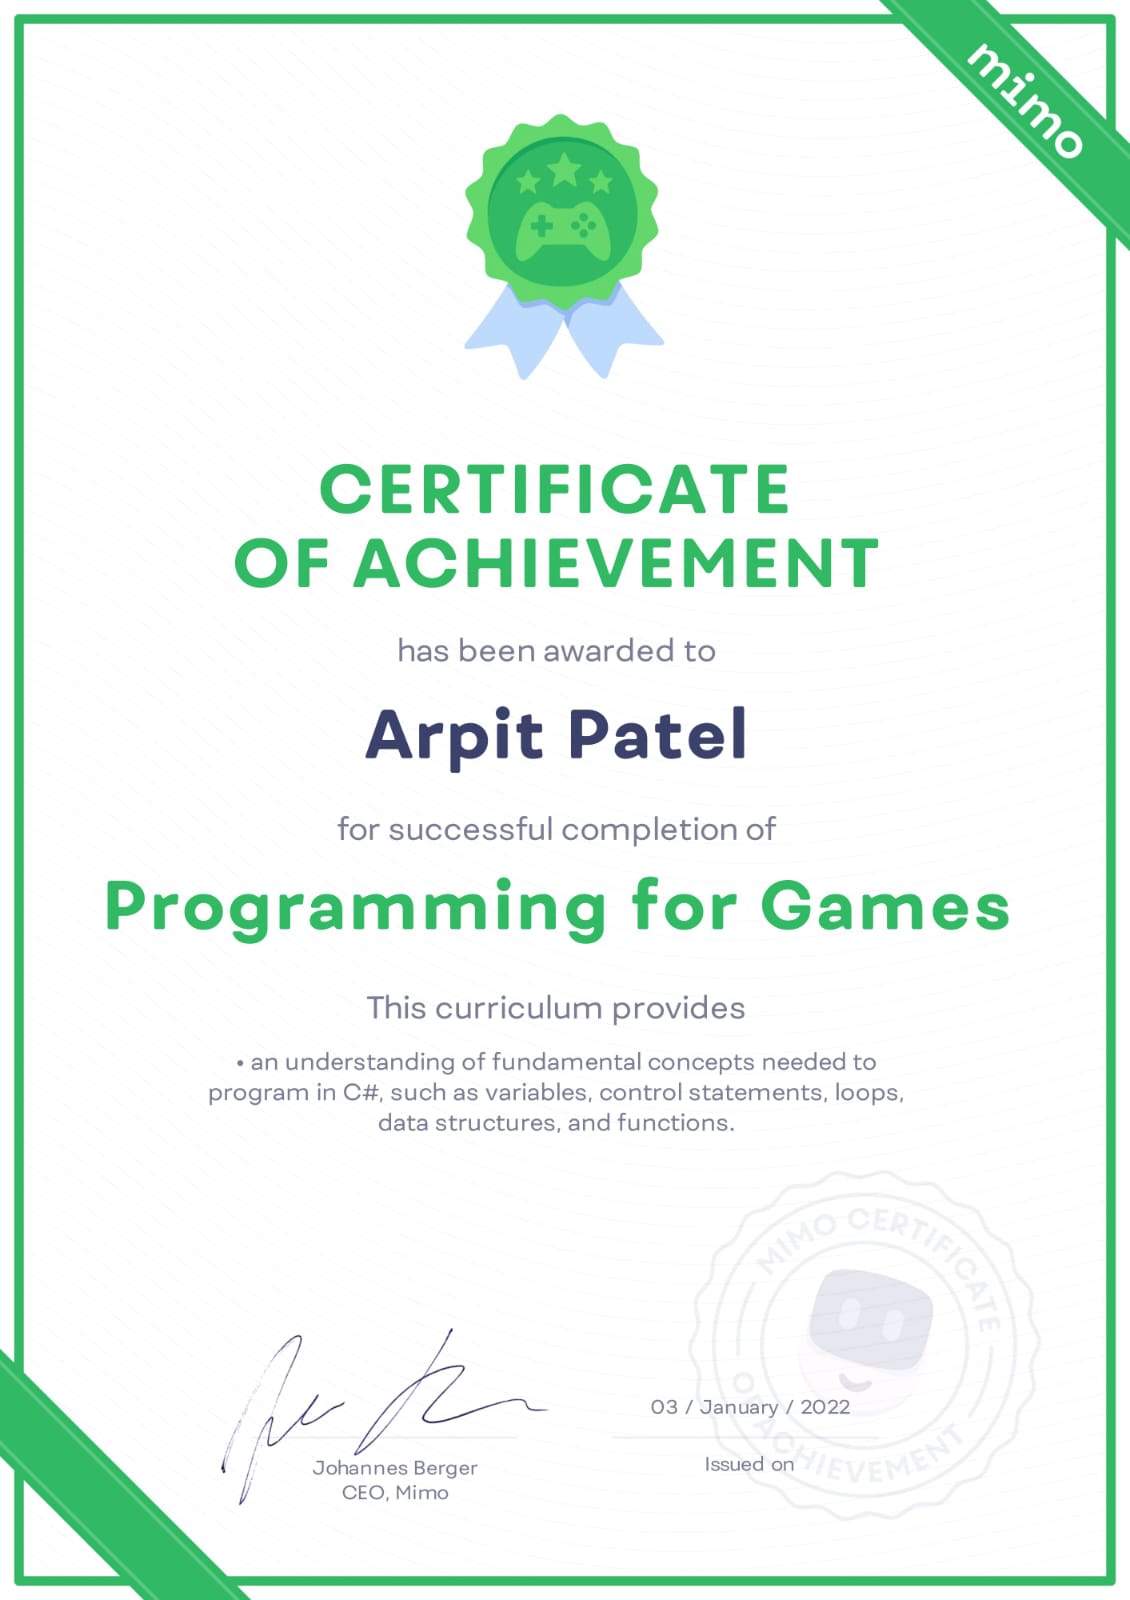 mimo
CERTIFICATE
OF ACHIEVEMENT
has been awarded to
Arpit Patel
for successful completion of
Programming for Games
This curriculum provides
• an understanding of fundamental concepts needed to
program in C#, such as variables, control statements, loops,
data structures, and functions.
MIMO CERTIFICATE
OF ACHIEVEMENT
03 / January / 2022
Issued on
Johannes Berger
CEO, Mimo